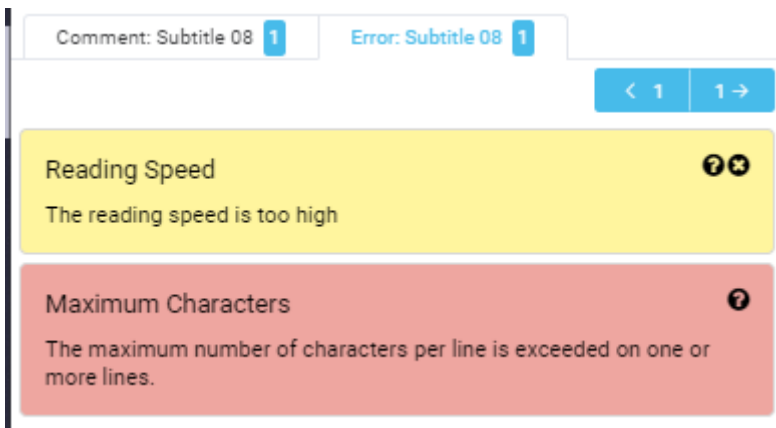 Comment: Subtitle 08 1 Error: Subtitle 08 1
< 1 1 →
Reading Speed
The reading speed is too high
Maximum Characters
The maximum number of characters per line is exceeded on one or
more lines.